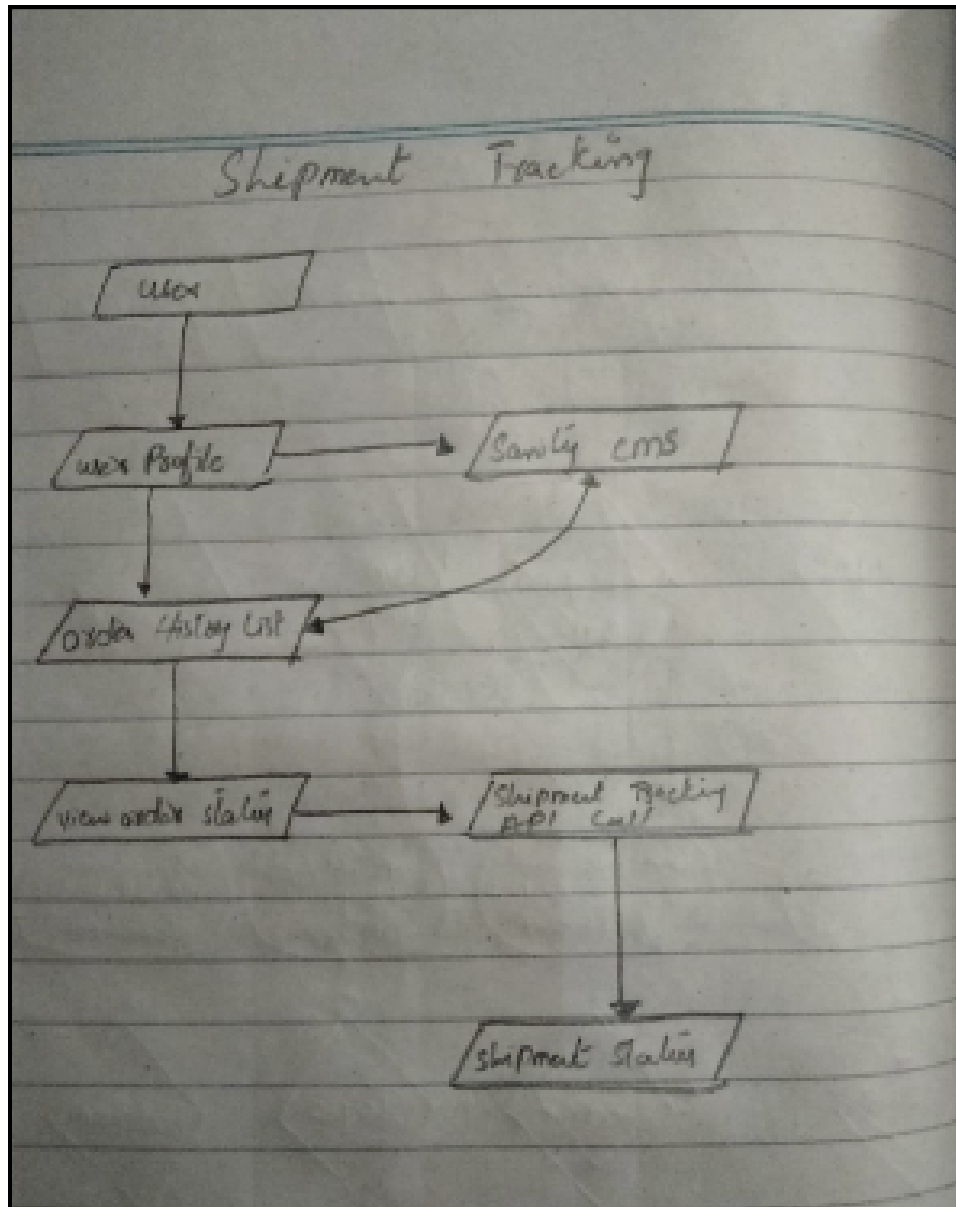 Shipment Tracking
user
user Profile
Sanity cms
order History List
view order status
Shipment Tracking
API Call
Shipment Status